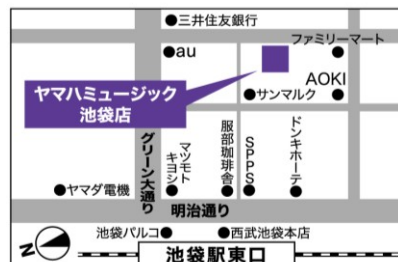 三井住友銀行
ファミリーマート
au
AOKI
ヤマハミュージック
池袋店
サンマルク
グリーン大通り
マツモト
キヨシ
服部珈琲舎
SPPS
ドンキホーテ
ヤマダ電機
明治通り
池袋パルコ
西武池袋本店
N
池袋駅東口